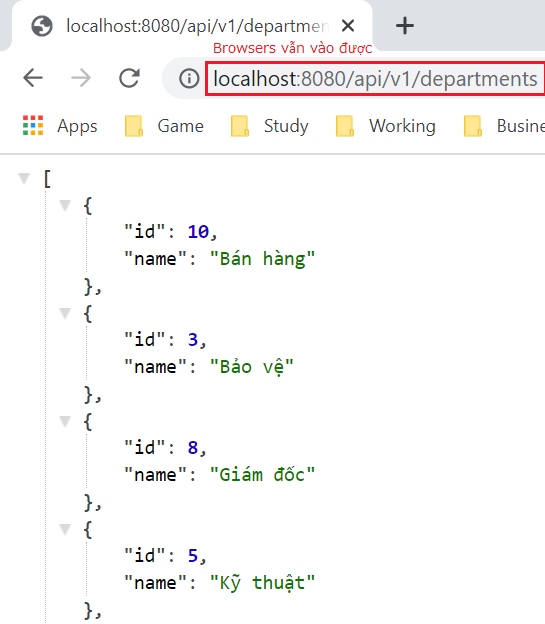 localhost:8080/api/v1/departmen
Browsers vẫn vào được
localhost:8080/api/v1/departments
Apps Game Study Working Busine
[
{
"id": 10,
"name": "Bán hàng"
},
{
"id": 3,
"name": "Bảo vệ"
},
{
"id": 8,
"name": "Giám đốc"
},
{
"id": 5,
"name": "Kỹ thuật"
},